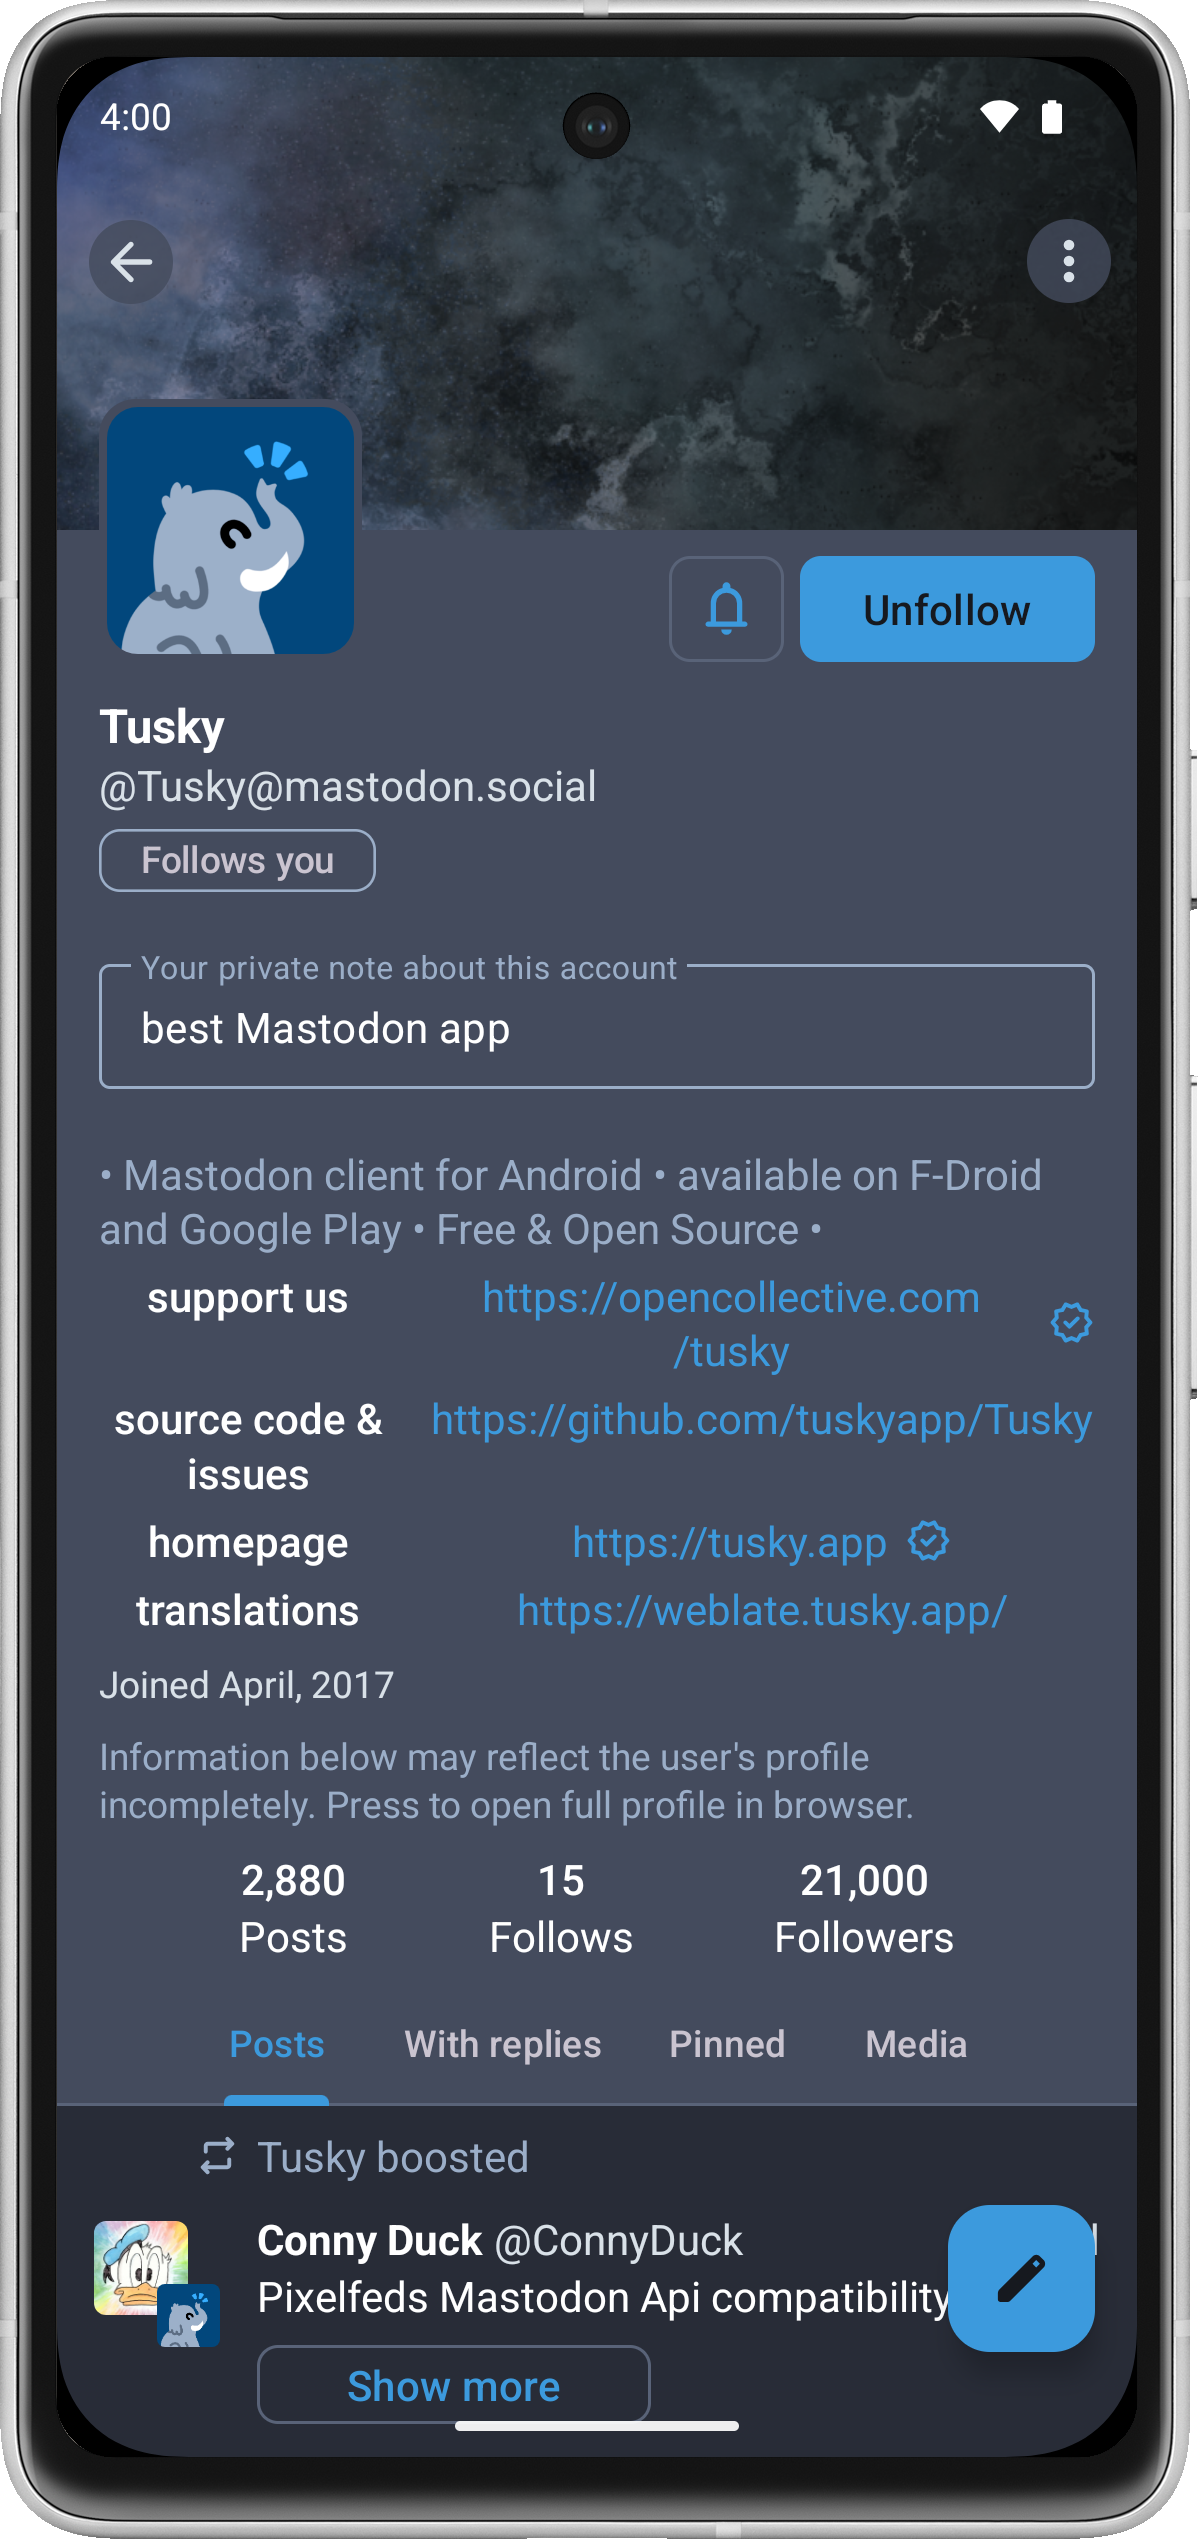 4:00
Unfollow
Tusky
@Tusky@mastodon.social
Follows you
Your private note about this account
best Mastodon app
• Mastodon client for Android • available on F-Droid
and Google Play • Free & Open Source •
support us
https://opencollective.com
/tusky
source code &
issues
https://github.com/tuskyapp/Tusky
homepage
https://tusky.app
translations
https://weblate.tusky.app/
Joined April, 2017
Information below may reflect the user's profile
incompletely. Press to open full profile in browser.
2,880 15 21,000
Posts Follows Followers
Posts With replies Pinned Media
Tusky boosted
Conny Duck @ConnyDuck
Pixelfeds Mastodon Api compatibility
Show more